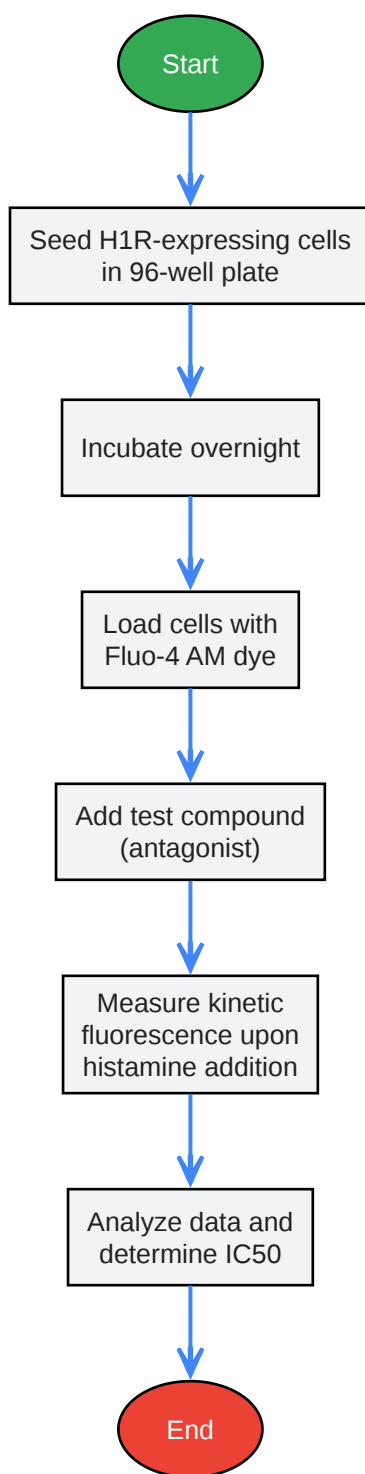 Start
Seed H1R-expressing cells
in 96-well plate
Incubate overnight
Load cells with
Fluo-4 AM dye
Add test compound
(antagonist)
Measure kinetic
fluorescence upon
histamine addition
Analyze data and
determine IC50
End